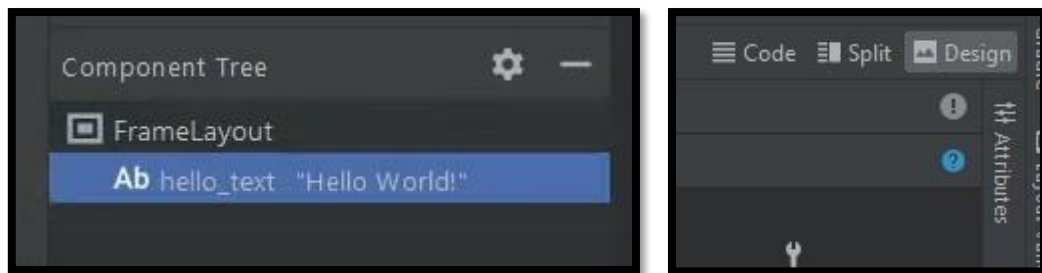 Component Tree
FrameLayout
Ab hello_text "Hello World!"
Code Split Design
Attributes